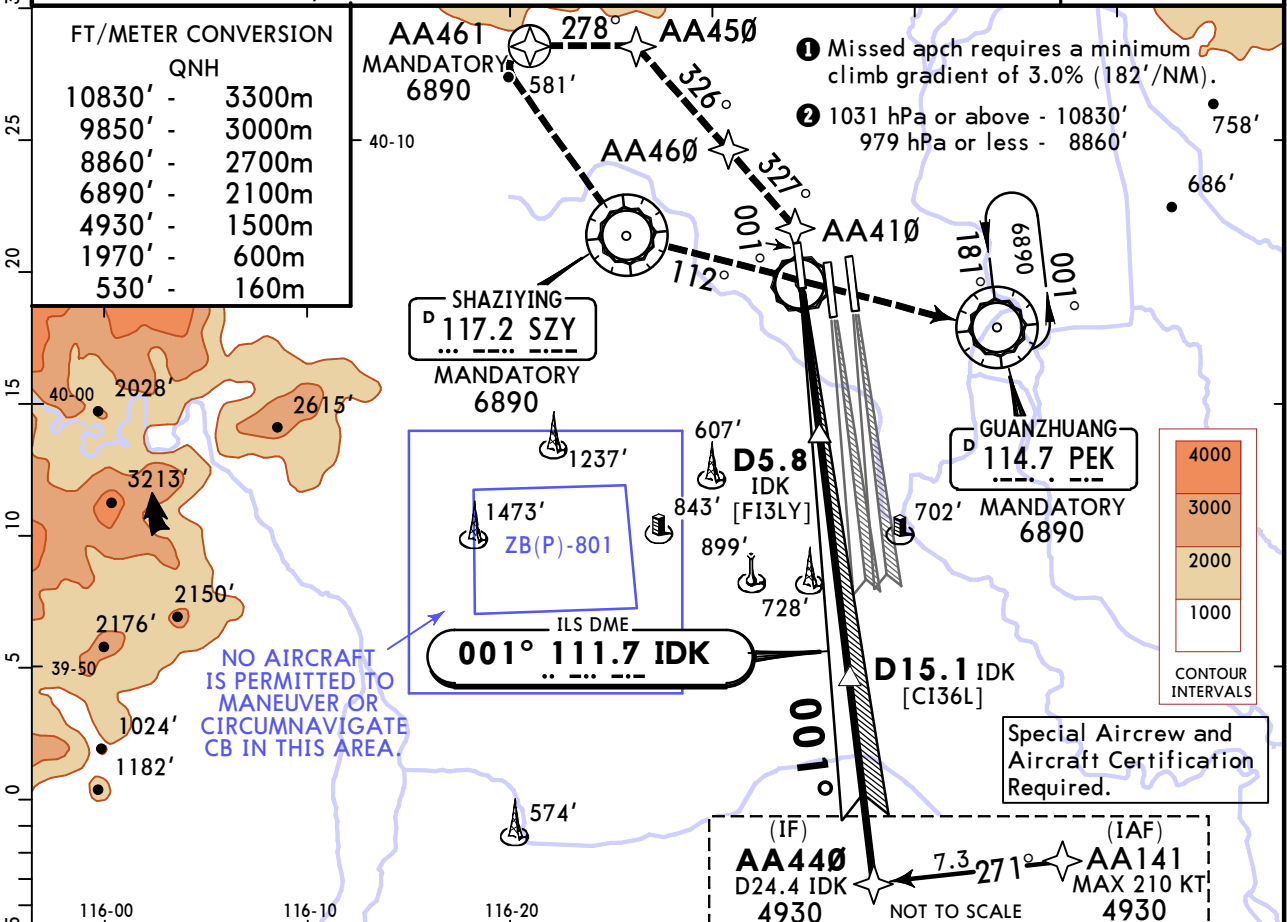 FT/METER CONVERSION
QNH
10830' - 3300m
9850' - 3000m
8860' - 2700m
6890' - 2100m
4930' - 1500m
1970' - 600m
530' - 160m
AA461
MANDATORY
6890
581'
278°
AA450
326°
AA460
327°
001°
AA410
❶ Missed apch requires a minimum
climb gradient of 3.0% (182'/NM).
❷ 1031 hPa or above - 10830'
979 hPa or less - 8860'
758'
686'
25
20
15
10
5
0
40-10
40-00
39-50
112°
SHAZIYING
D 117.2 SZY
MANDATORY
6890
181°
6890
001°
GUANZHUANG
D 114.7 PEK
MANDATORY
6890
2028'
2615'
3213'
2150'
2176'
1024'
1182'
1237'
607'
1473'
843'
ZB(P)-801
899'
728'
702'
574'
D5.8
IDK
[FI3LY]
NO AIRCRAFT
IS PERMITTED TO
MANEUVER OR
CIRCUMNAVIGATE
CB IN THIS AREA.
ILS DME
001° 111.7 IDK
D15.1 IDK
[CI36L]
001°
4000
3000
2000
1000
CONTOUR
INTERVALS
Special Aircrew and
Aircraft Certification
Required.
(IF)
AA440
D24.4 IDK
4930
7.3
271°
(IAF)
AA141
MAX 210 KT
4930
NOT TO SCALE
116-00
116-10
116-20